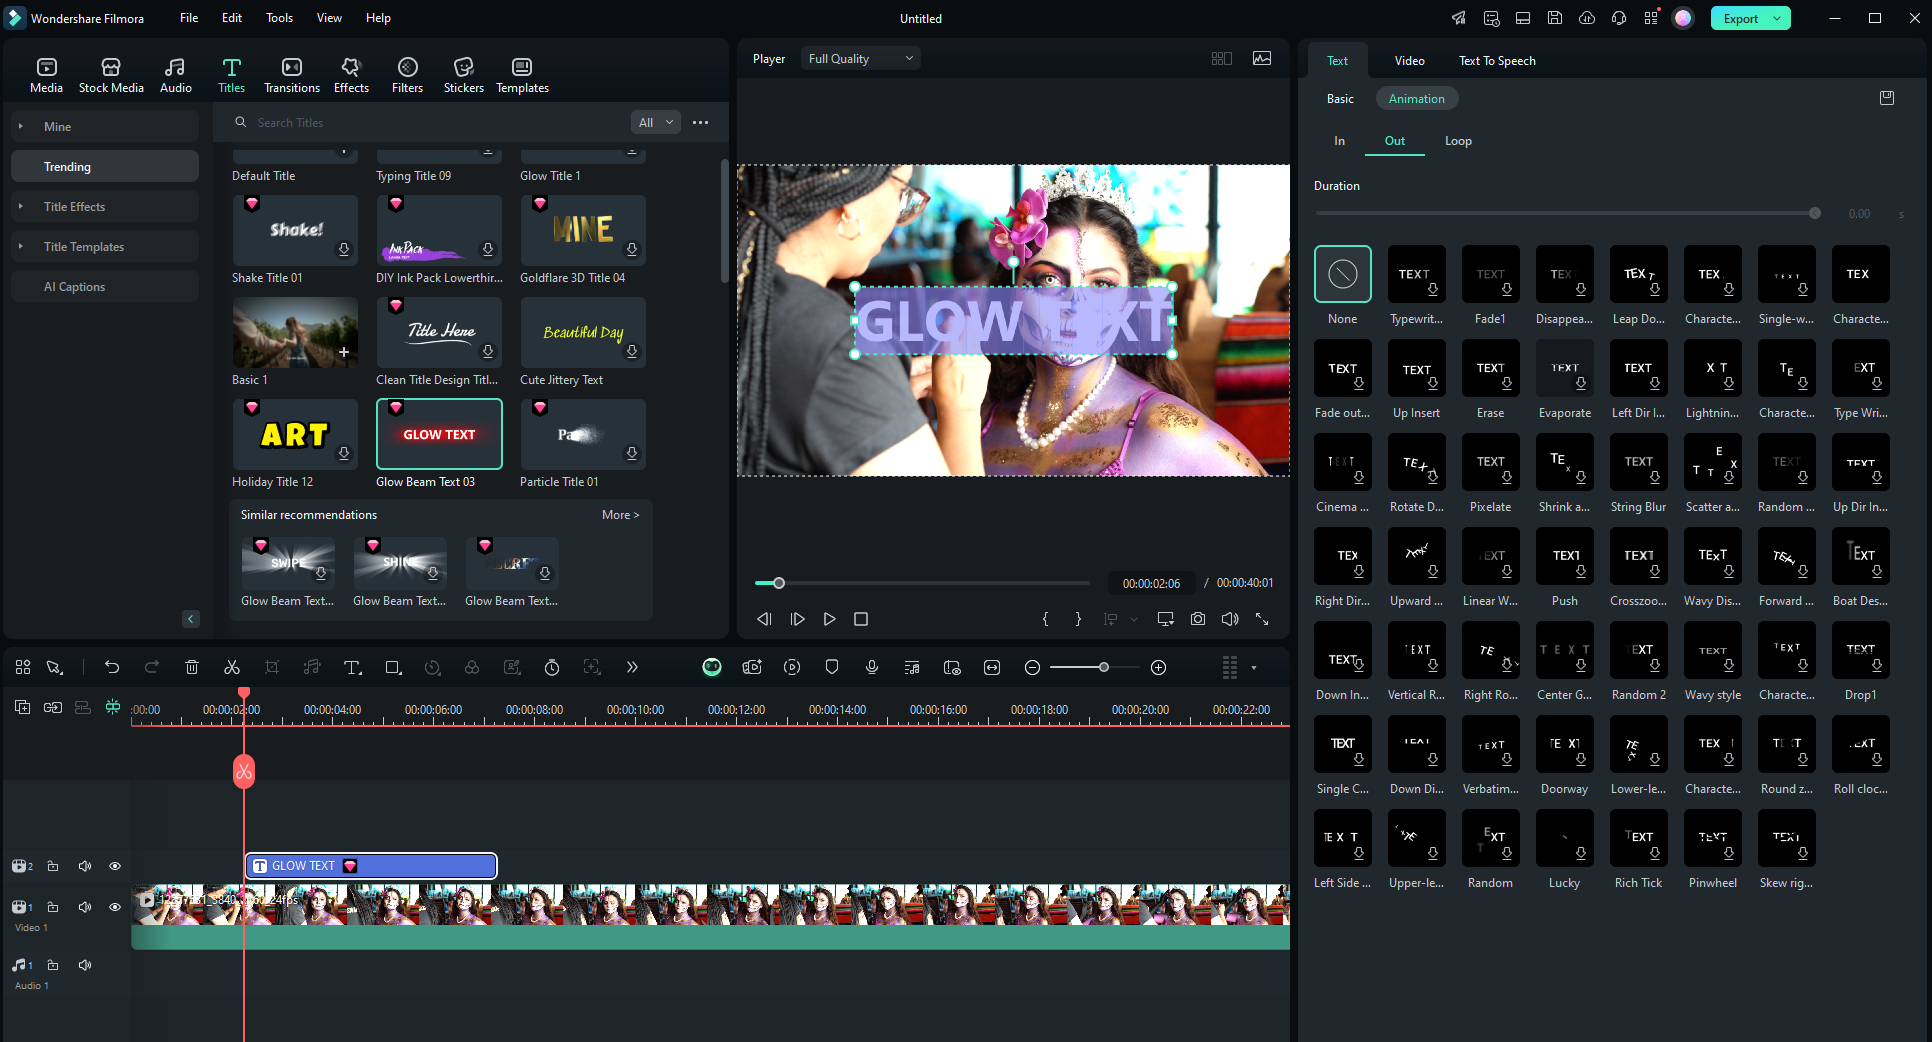 Wondershare Filmora
File
Edit
Tools
View
Help
Untitled
Export
Media
Stock Media
Audio
Titles
Transitions
Effects
Filters
Stickers
Templates
Player
Full Quality
Text
Video
Text To Speech
Basic
Animation
In
Out
Loop
Duration
0.00
s
Mine
Trending
Title Effects
Title Templates
AI Captions
Search Titles
All
Default Title
Typing Title 09
Glow Title 1
Shake!
INK PACK
MINE
Shake Title 01
DIY Ink Pack Lowerthir...
Goldflare 3D Title 04
Title Here
Beautiful Day
Basic 1
Clean Title Design Titl...
Cute Jittery Text
ART
GLOW TEXT
Holiday Title 12
Glow Beam Text 03
Particle Title 01
Similar recommendations
More >
SWIPE
SHINE
Glow Beam Text...
Glow Beam Text...
Glow Beam Text...
GLOW TEXT
00:00:02:06
/
00:00:40:01
None
Typewrit...
Fade1
Disappea...
Leap Do...
Characte...
Single-w...
Characte...
Fade out...
Up Insert
Erase
Evaporate
Left Dir I...
Lightnin...
Characte...
Type Wri...
Cinema ...
Rotate D...
Pixelate
Shrink a...
String Blur
Scatter a...
Random ...
Up Dir In...
Right Dir...
Upward ...
Linear W...
Push
Crosszoo...
Wavy Dis...
Forward ...
Boat Des...
Down In...
Vertical R...
Right Ro...
Center G...
Random 2
Wavy style
Characte...
Drop1
Single C...
Down Di...
Verbatim...
Doorway
Lower-le...
Characte...
Round z...
Roll cloc...
Left Side ...
Upper-le...
Random
Lucky
Rich Tick
Pinwheel
Skew rig...
:00:00
00:00:02:00
00:00:04:00
00:00:06:00
00:00:08:00
00:00:10:00
00:00:12:00
00:00:14:00
00:00:16:00
00:00:18:00
00:00:20:00
00:00:22:00
2
T GLOW TEXT
1
Video 1
1
Audio 1